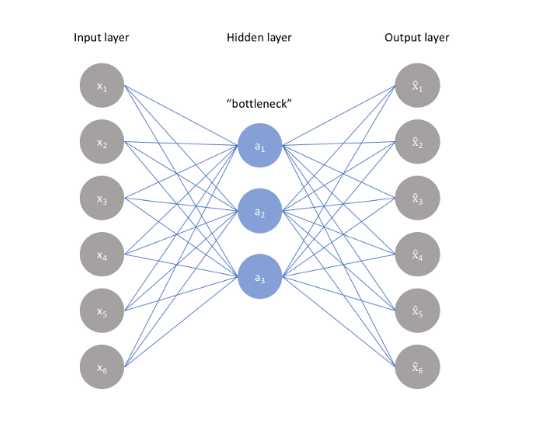 Input layer
Hidden layer
Output layer
"bottleneck"
x₁
x₂
x₃
x₄
x₅
x₆
a₁
a₂
a₃
x̂₁
x̂₂
x̂₃
x̂₄
x̂₅
x̂₆